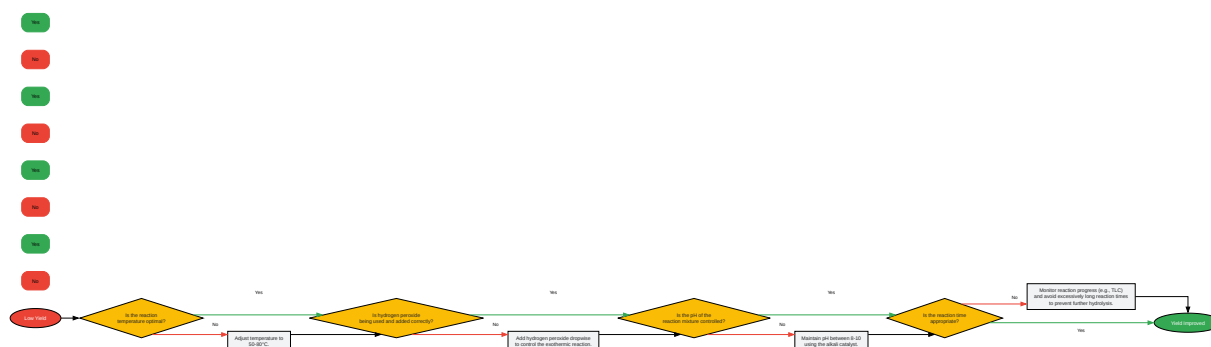 Yes
No
Yes
No
Yes
No
Yes
No
Low Yield
Is the reaction
temperature optimal?
Yes
No
Adjust temperature to
50-80°C.
Is hydrogen peroxide
being used and added correctly?
Yes
No
Add hydrogen peroxide dropwise
to control the exothermic reaction.
Is the pH of the
reaction mixture controlled?
Yes
No
Maintain pH between 8-10
using the alkali catalyst.
Is the reaction time
appropriate?
No
Monitor reaction progress (e.g., TLC)
and avoid excessively long reaction times
to prevent further hydrolysis.
Yes
Yield Improved